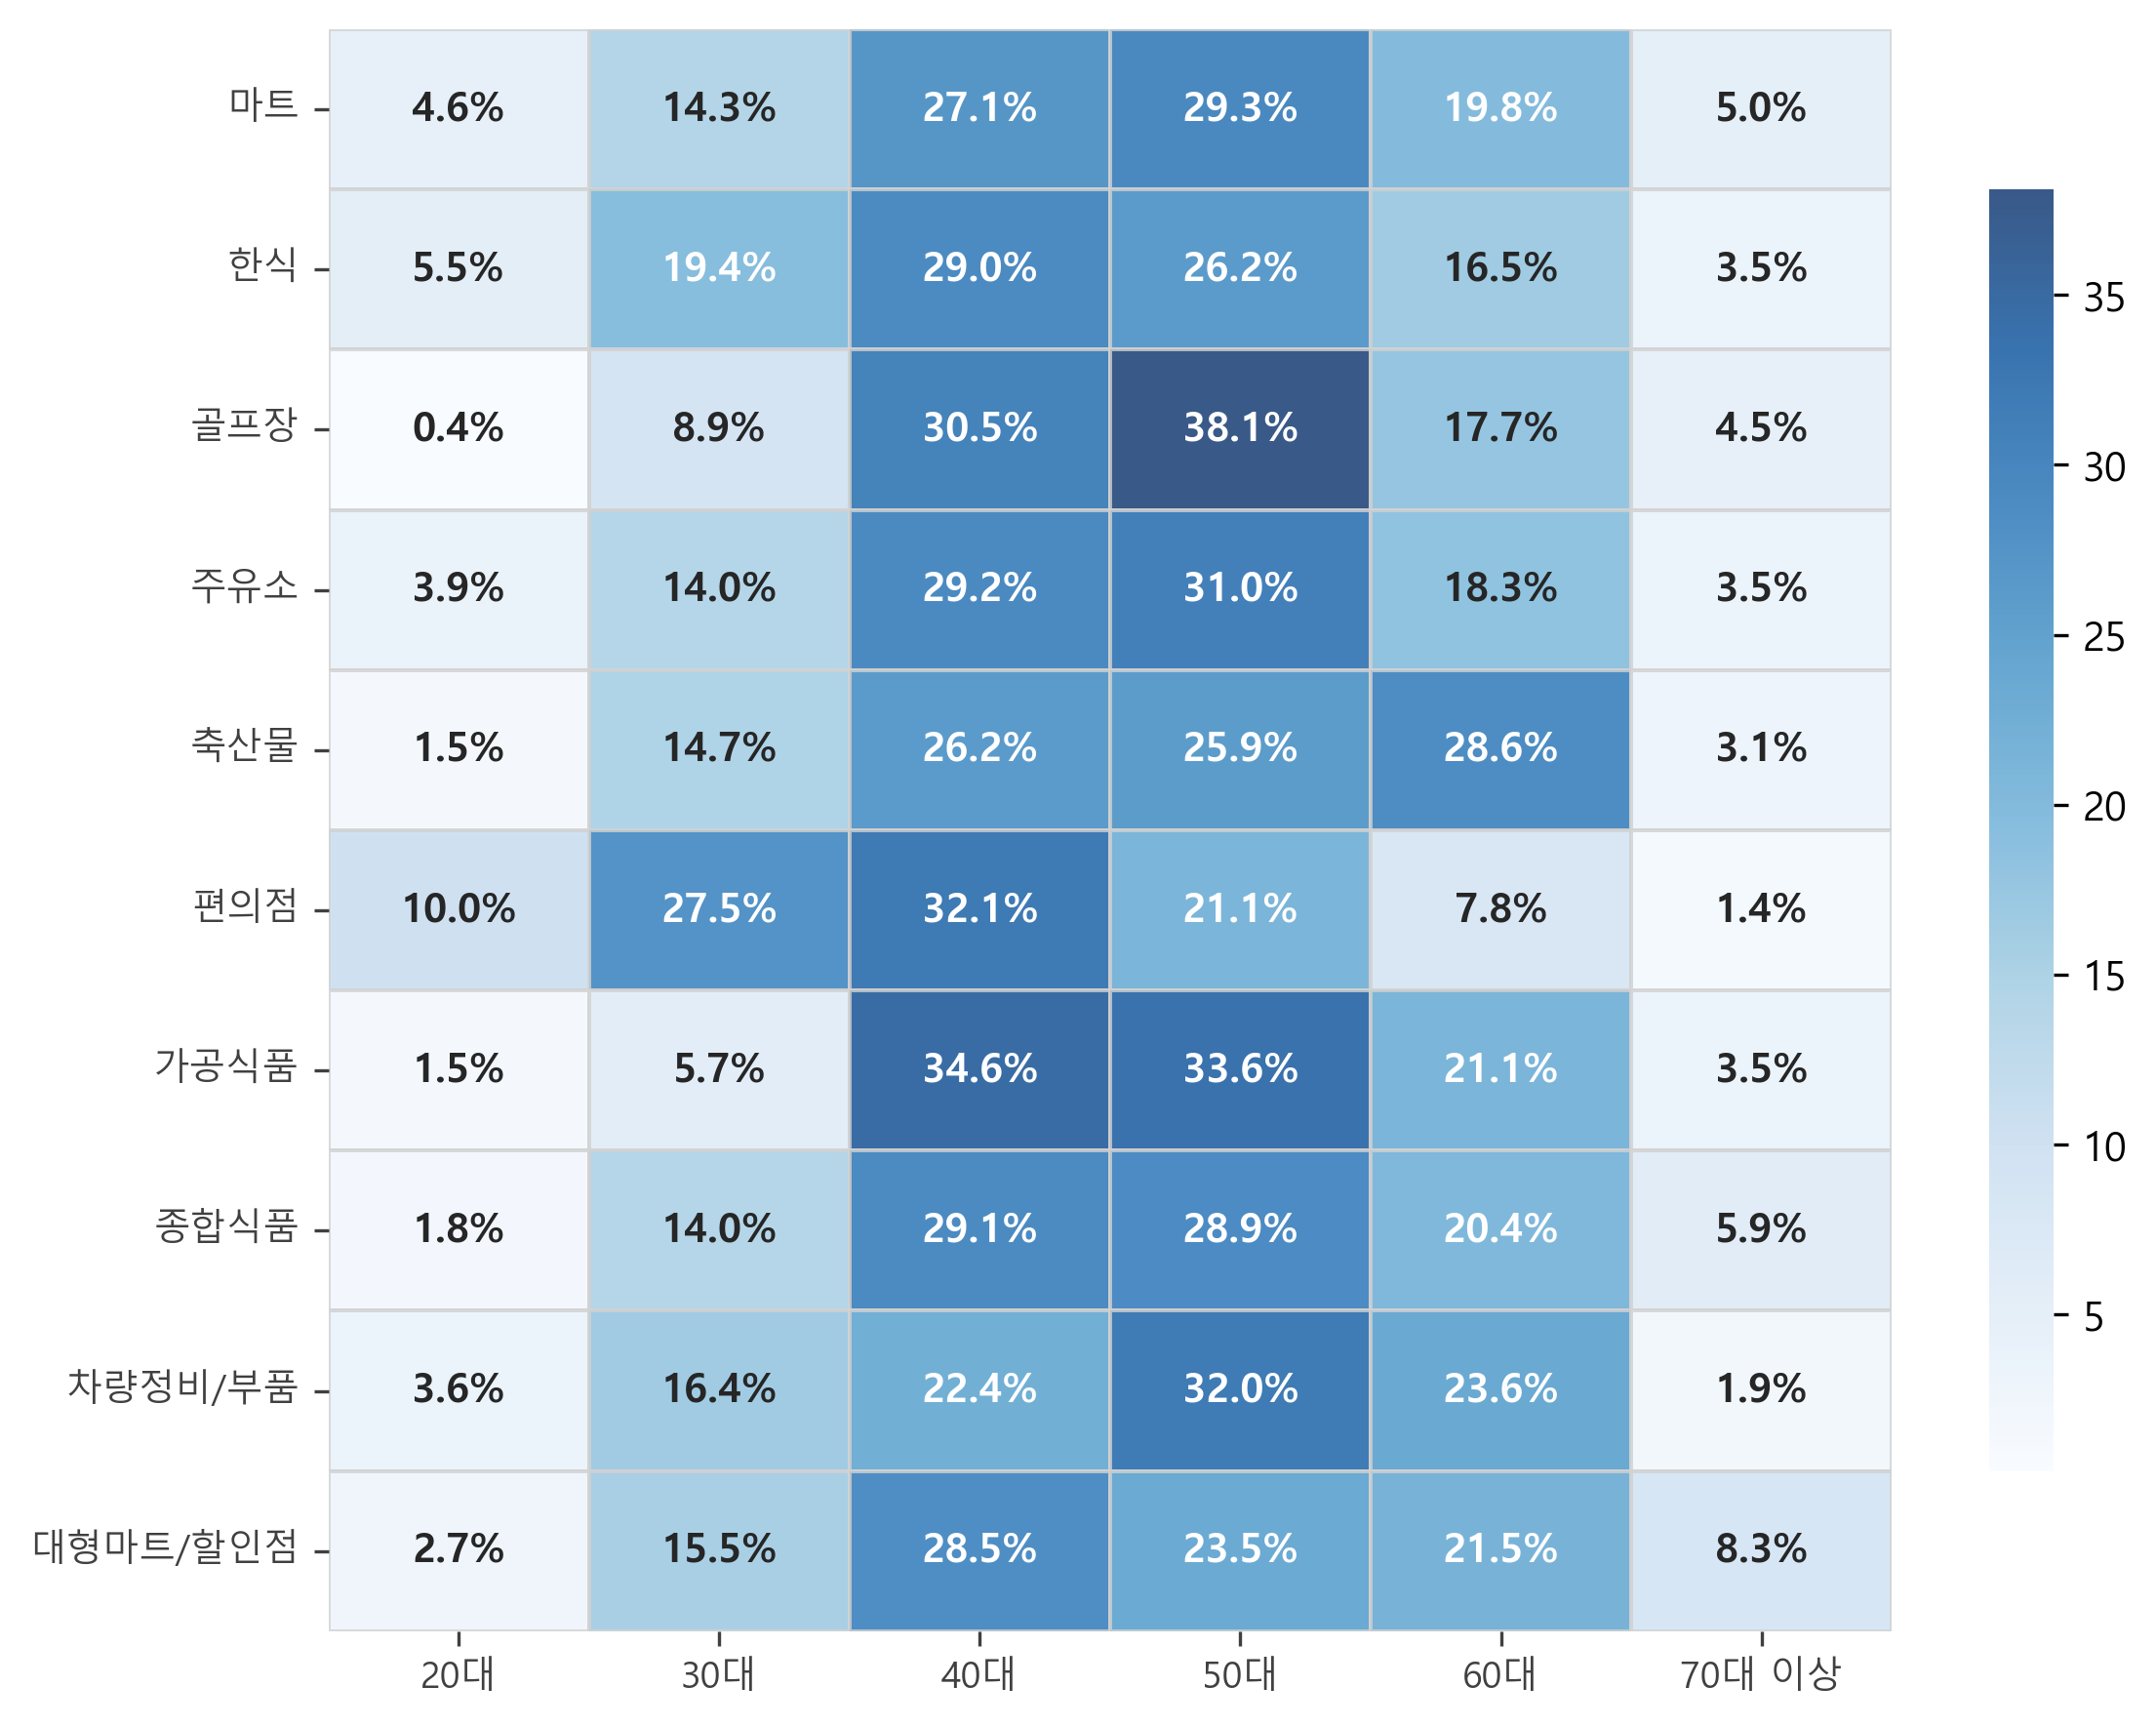 마트 4.6% 14.3% 27.1% 29.3% 19.8% 5.0%
한식 5.5% 19.4% 29.0% 26.2% 16.5% 3.5%
골프장 0.4% 8.9% 30.5% 38.1% 17.7% 4.5%
주유소 3.9% 14.0% 29.2% 31.0% 18.3% 3.5%
축산물 1.5% 14.7% 26.2% 25.9% 28.6% 3.1%
편의점 10.0% 27.5% 32.1% 21.1% 7.8% 1.4%
가공식품 1.5% 5.7% 34.6% 33.6% 21.1% 3.5%
종합식품 1.8% 14.0% 29.1% 28.9% 20.4% 5.9%
차량정비/부품 3.6% 16.4% 22.4% 32.0% 23.6% 1.9%
대형마트/할인점 2.7% 15.5% 28.5% 23.5% 21.5% 8.3%
20대 30대 40대 50대 60대 70대 이상
35
30
25
20
15
10
5